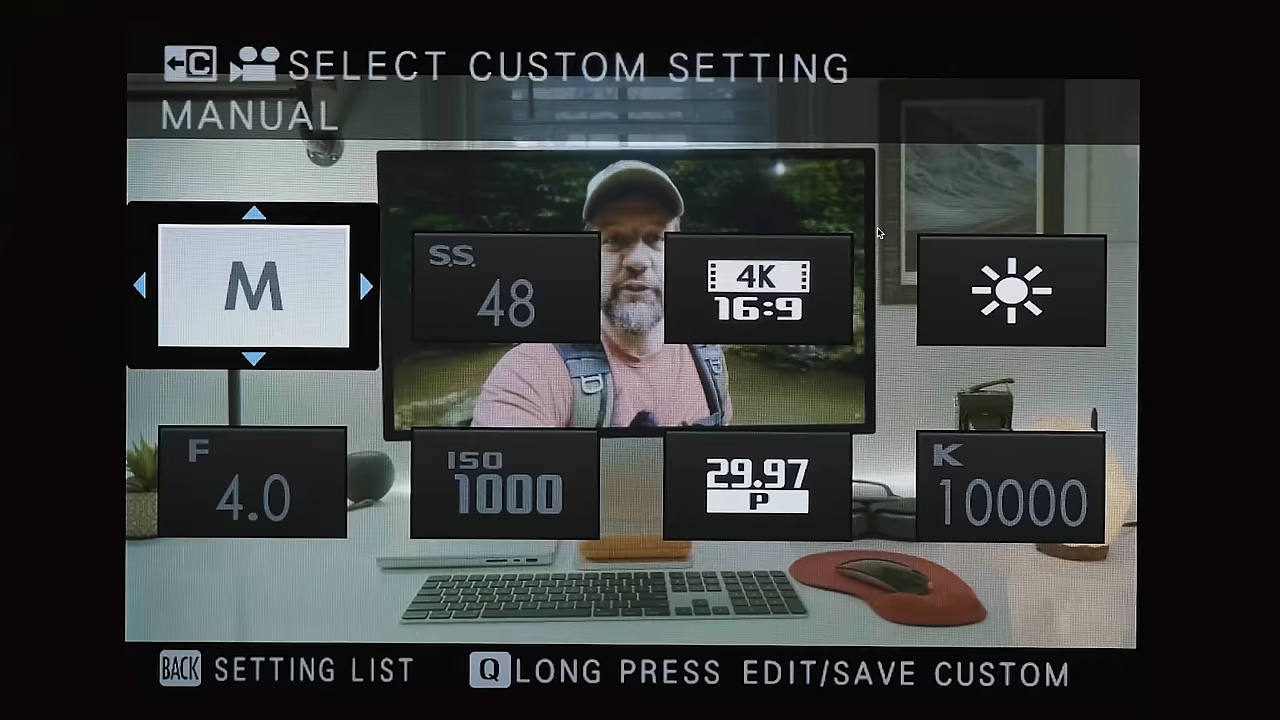 C SELECT CUSTOM SETTING
MANUAL
M
S.S.
48
4K
16:9
F
4.0
ISO
1000
29.97
P
K
10000
BACK SETTING LIST
Q LONG PRESS EDIT/SAVE CUSTOM